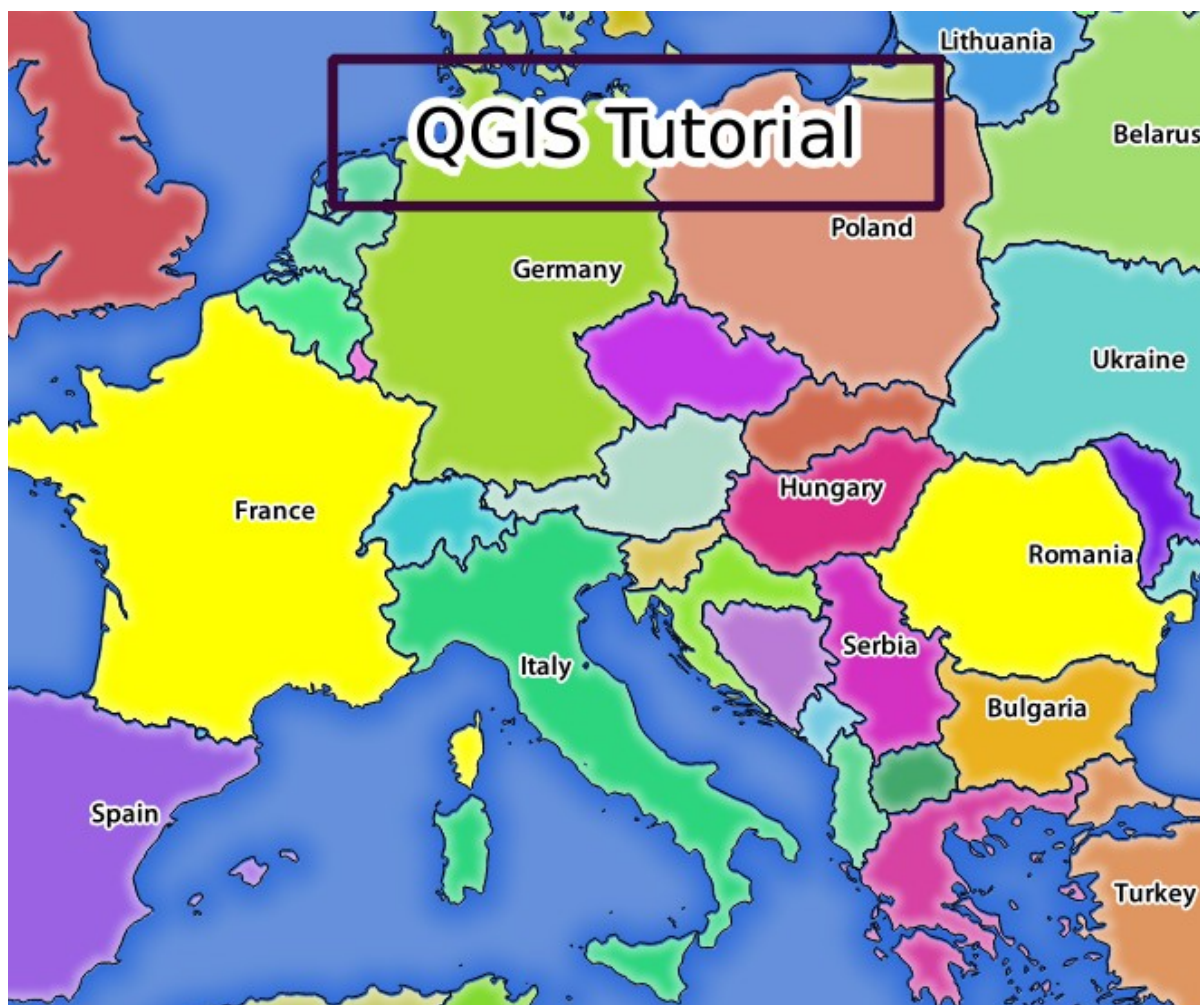 Lithuania
QGIS Tutorial
Belarus
Poland
Germany
Ukraine
Hungary
France
Romania
Serbia
Italy
Bulgaria
Spain
Turkey